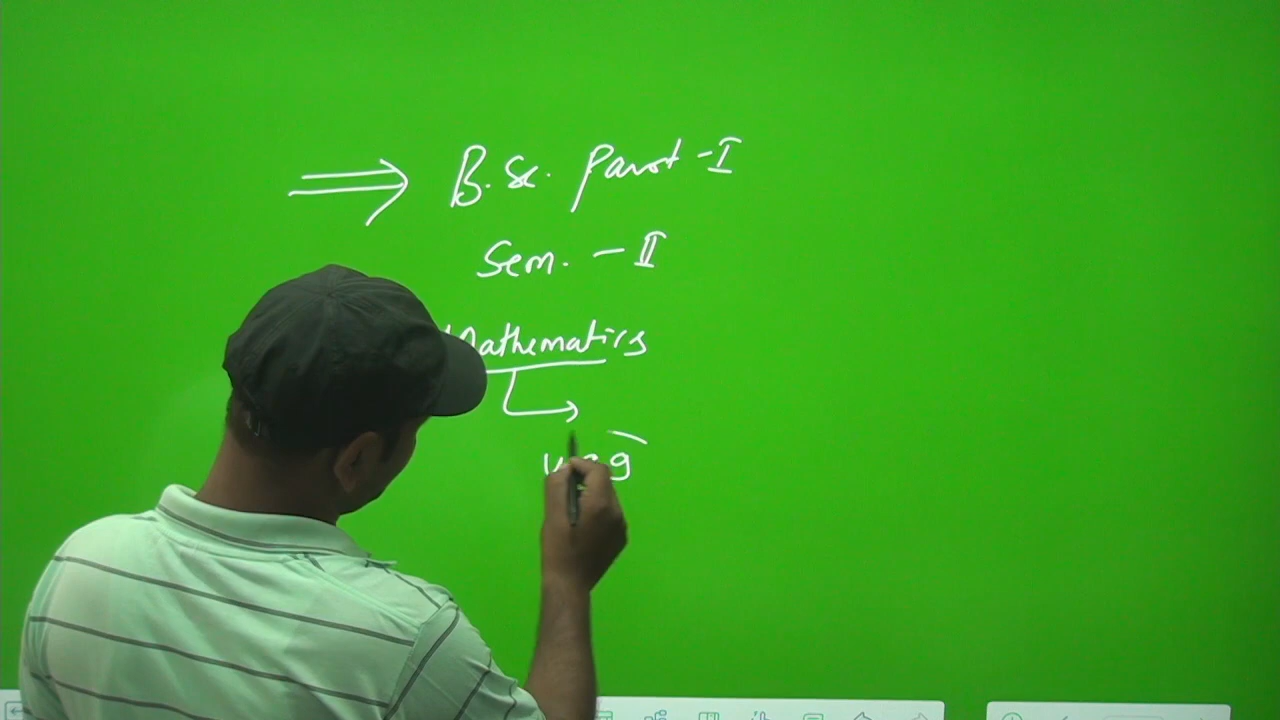 ⇒ B.Sc. Part-I
Sem. - II
Mathematics